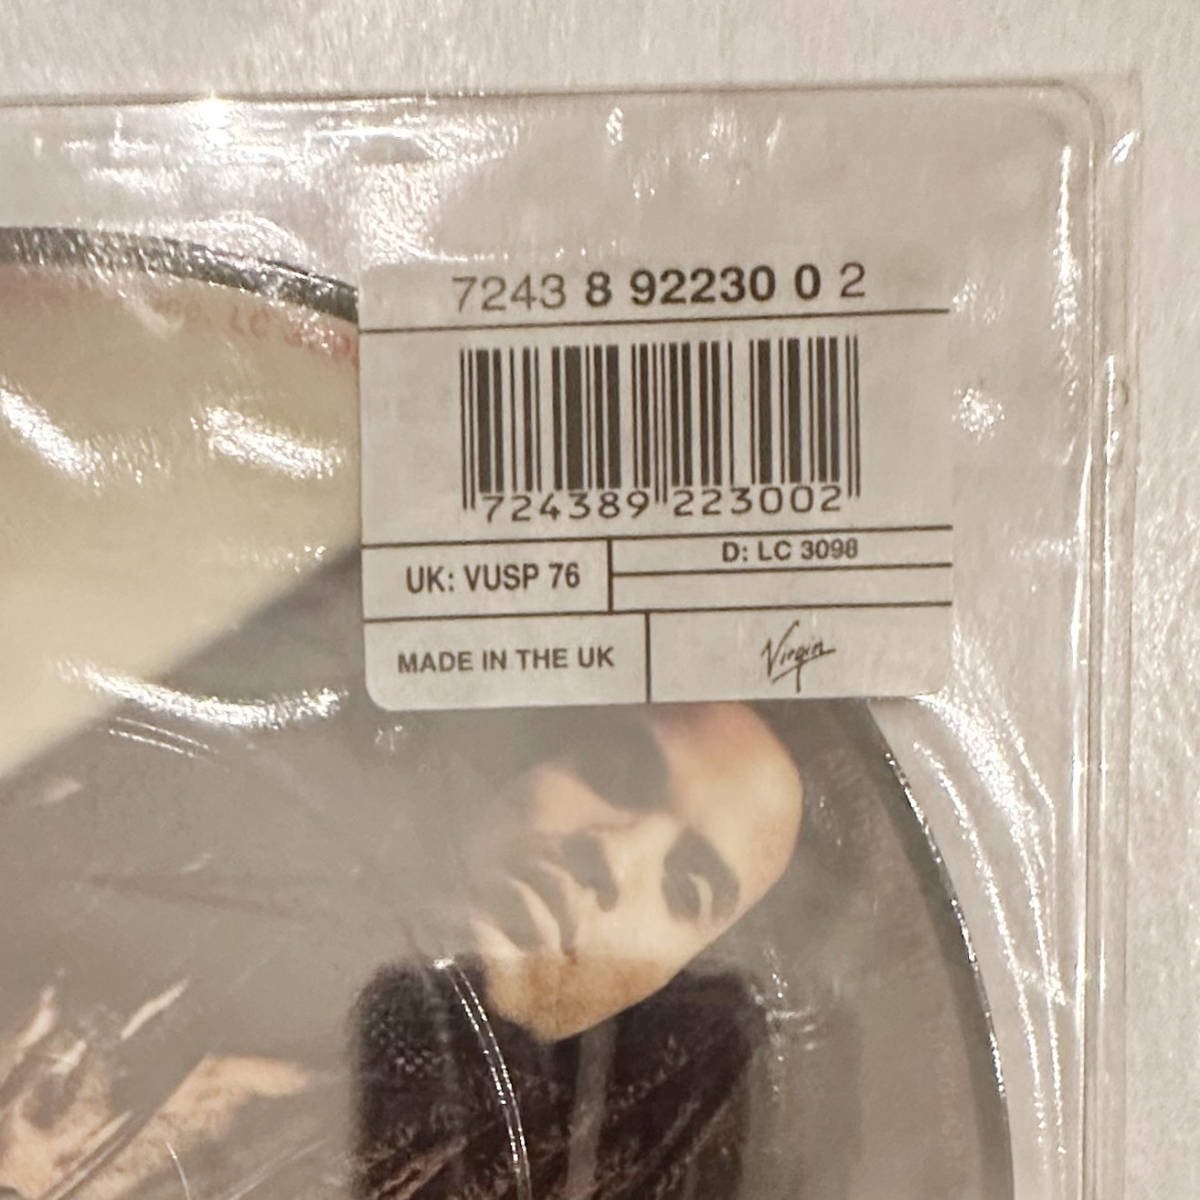 7243 8 92230 0 2
724389 223002
D: LC 3098
UK: VUSP 76
MADE IN THE UK
Virgin